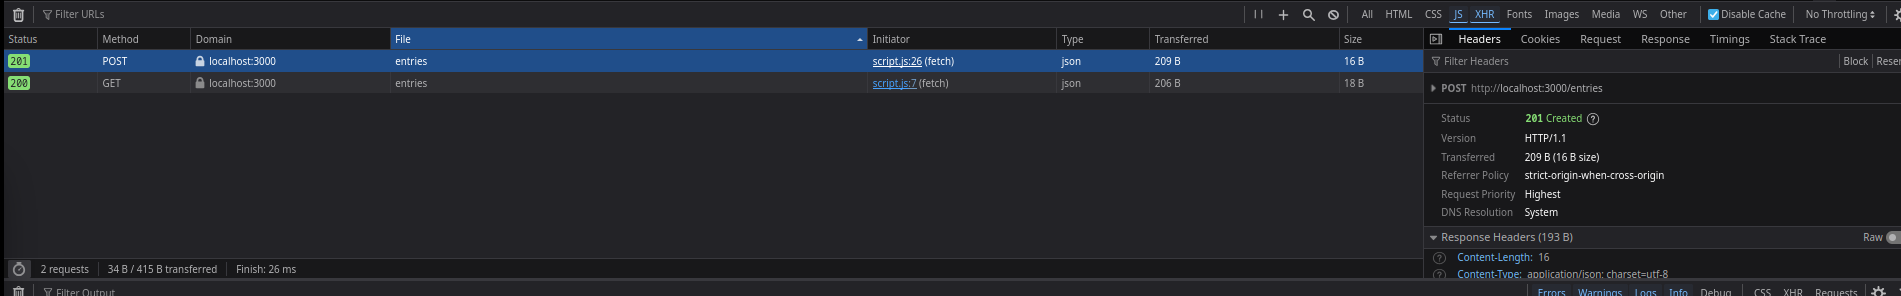 Filter URLs All HTML CSS JS XHR Fonts Images Media WS Other Disable Cache No Throttling
Status Method Domain File Initiator Type Transferred Size Headers Cookies Request Response Timings Stack Trace
201 POST localhost:3000 entries script.js:26 (fetch) json 209 B 16 B
200 GET localhost:3000 entries script.js:7 (fetch) json 206 B 18 B
Filter Headers Block Reser
POST http://localhost:3000/entries
Status 201 Created ?
Version HTTP/1.1
Transferred 209 B (16 B size)
Referrer Policy strict-origin-when-cross-origin
Request Priority Highest
DNS Resolution System
Response Headers (193 B) Raw
? Content-Length: 16
? Content-Type: application/json; charset=utf-8
2 requests 34 B / 415 B transferred Finish: 26 ms
Filter Output Errors Warnings Logs Info Debug CSS XHR Requests